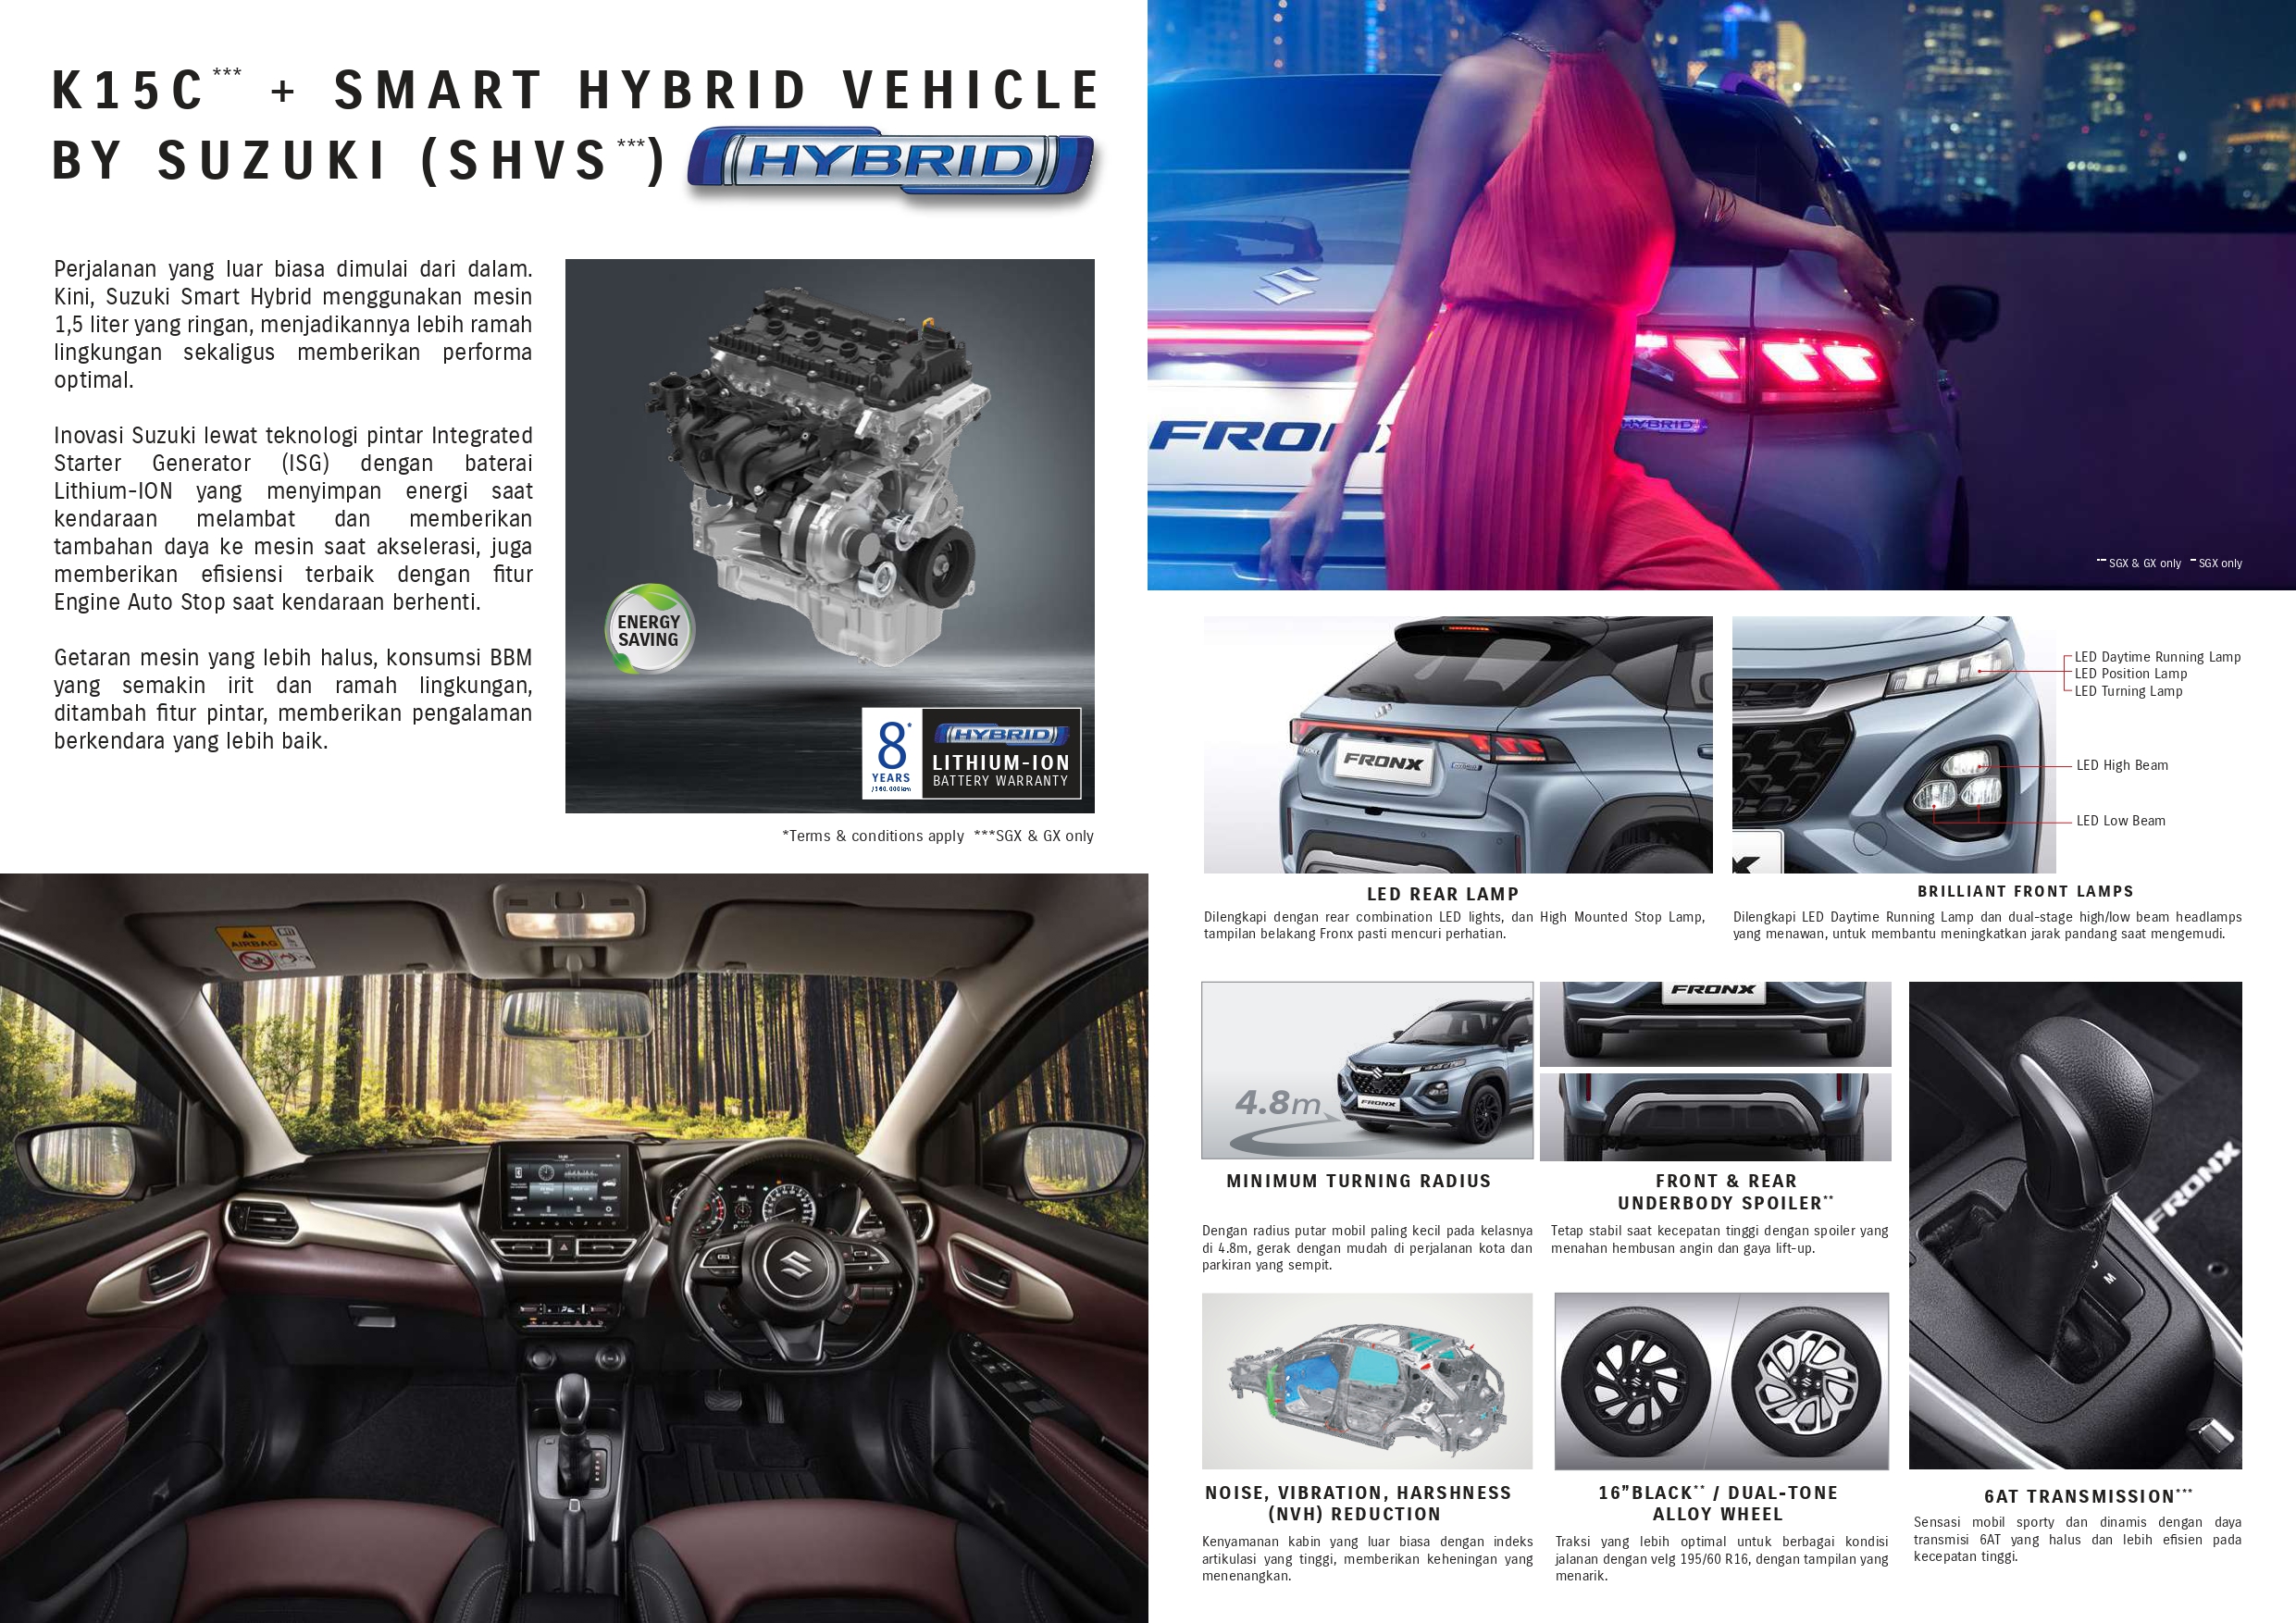 K15C*** + SMART HYBRID VEHICLE
BY SUZUKI (SHVS***) HYBRID
Perjalanan yang luar biasa dimulai dari dalam.
Kini, Suzuki Smart Hybrid menggunakan mesin
1,5 liter yang ringan, menjadikannya lebih ramah
lingkungan sekaligus memberikan performa
optimal.
Inovasi Suzuki lewat teknologi pintar Integrated
Starter Generator (ISG) dengan baterai
Lithium-ION yang menyimpan energi saat
kendaraan melambat dan memberikan
tambahan daya ke mesin saat akselerasi, juga
memberikan efisiensi terbaik dengan fitur
Engine Auto Stop saat kendaraan berhenti.
Getaran mesin yang lebih halus, konsumsi BBM
yang semakin irit dan ramah lingkungan,
ditambah fitur pintar, memberikan pengalaman
berkendara yang lebih baik.
ENERGY
SAVING
8*
YEARS
/160.000km
HYBRID
LITHIUM-ION
BATTERY WARRANTY
*Terms & conditions apply ***SGX & GX only
AIRBAG
FRONX
HYBRID
*** SGX & GX only ** SGX only
FRONX
LED REAR LAMP
Dilengkapi dengan rear combination LED lights, dan High Mounted Stop Lamp,
tampilan belakang Fronx pasti mencuri perhatian.
LED Daytime Running Lamp
LED Position Lamp
LED Turning Lamp
LED High Beam
LED Low Beam
BRILLIANT FRONT LAMPS
Dilengkapi LED Daytime Running Lamp dan dual-stage high/low beam headlamps
yang menawan, untuk membantu meningkatkan jarak pandang saat mengemudi.
4.8m
FRONX
MINIMUM TURNING RADIUS
Dengan radius putar mobil paling kecil pada kelasnya
di 4.8m, gerak dengan mudah di perjalanan kota dan
parkiran yang sempit.
FRONX
FRONT & REAR
UNDERBODY SPOILER**
Tetap stabil saat kecepatan tinggi dengan spoiler yang
menahan hembusan angin dan gaya lift-up.
NOISE, VIBRATION, HARSHNESS
(NVH) REDUCTION
Kenyamanan kabin yang luar biasa dengan indeks
artikulasi yang tinggi, memberikan keheningan yang
menenangkan.
16”BLACK** / DUAL-TONE
ALLOY WHEEL
Traksi yang lebih optimal untuk berbagai kondisi
jalanan dengan velg 195/60 R16, dengan tampilan yang
menarik.
FRONX
M
6AT TRANSMISSION***
Sensasi mobil sporty dan dinamis dengan daya
transmisi 6AT yang halus dan lebih efisien pada
kecepatan tinggi.